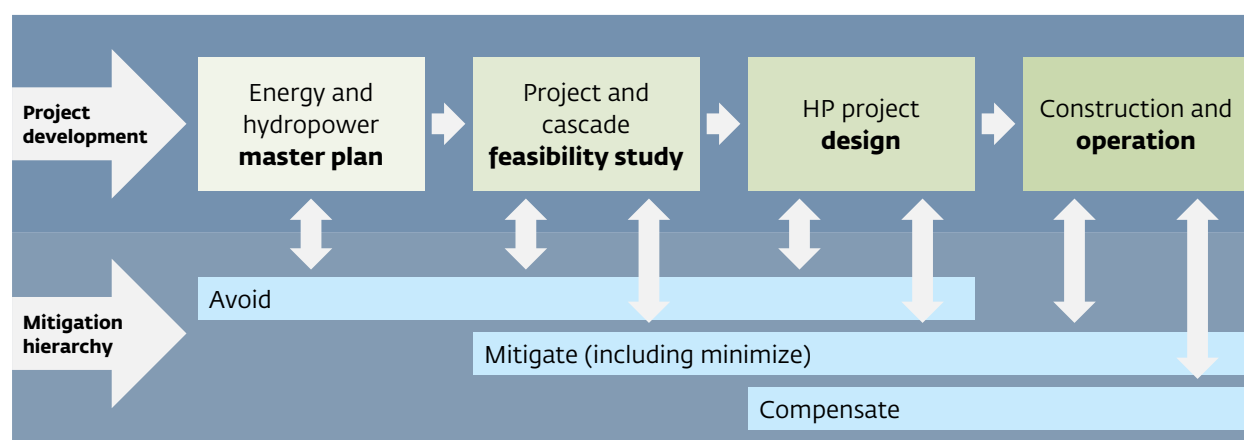 Project
development
Energy and
hydropower
master plan
Project and
cascade
feasibility study
HP project
design
Construction and
operation
Mitigation
hierarchy
Avoid
Mitigate (including minimize)
Compensate